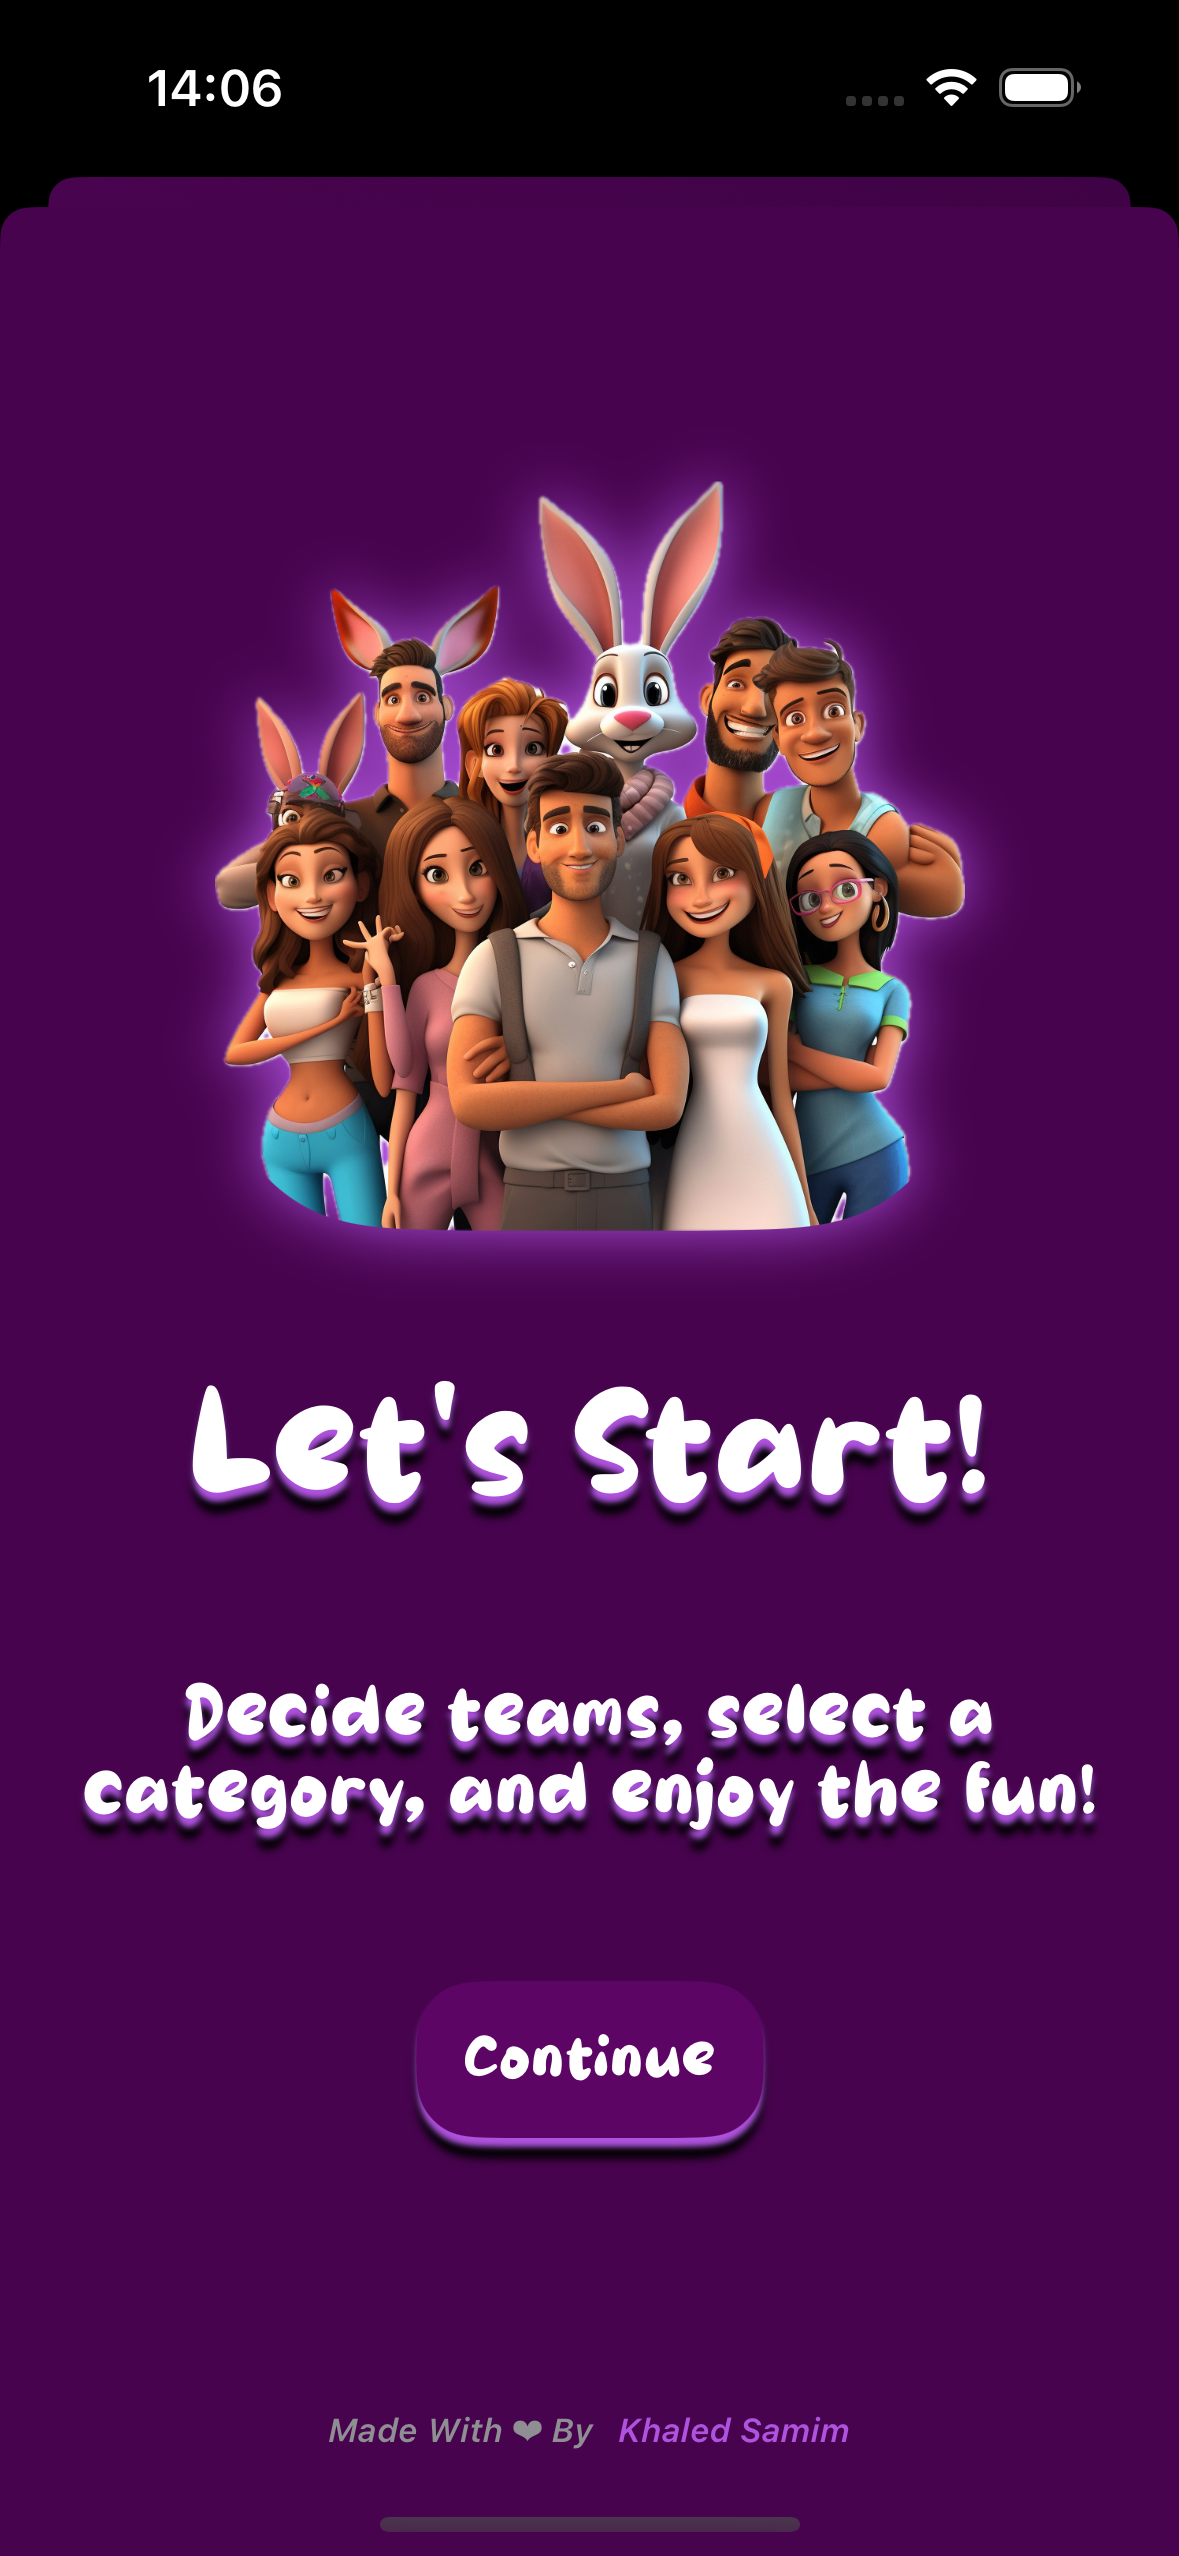 14:06
Let's Start!
Decide teams, select a
category, and enjoy the fun!
Continue
Made With ❤ By Khaled Samim